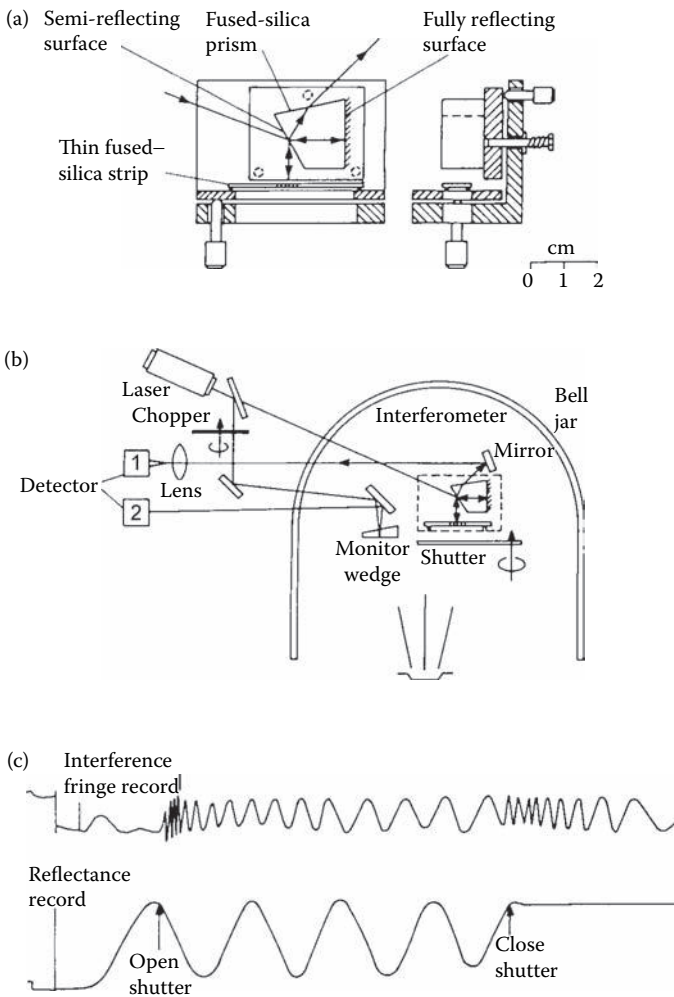 (a)
Semi-reflecting
surface
Fused-silica
prism
Fully reflecting
surface
Thin fused–
silica strip
cm
0 1 2
(b)
Laser
Chopper
Interferometer
Bell
jar
Mirror
1
Detector
Lens
2
Monitor
wedge
Shutter
(c)
Interference
fringe record
Reflectance
record
Open
shutter
Close
shutter